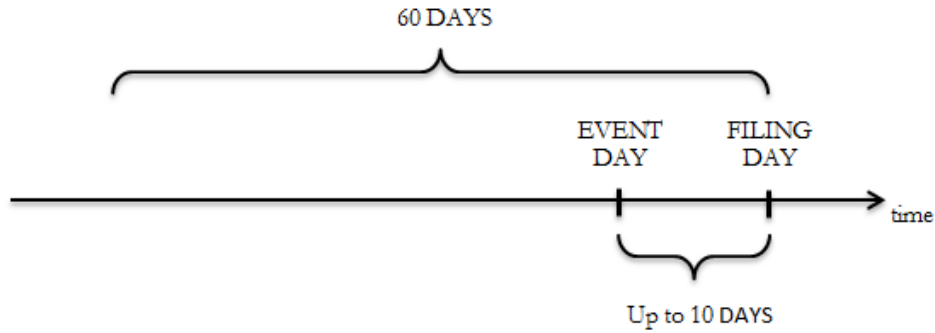 60 DAYS
EVENT
DAY
FILING
DAY
time
Up to 10 DAYS